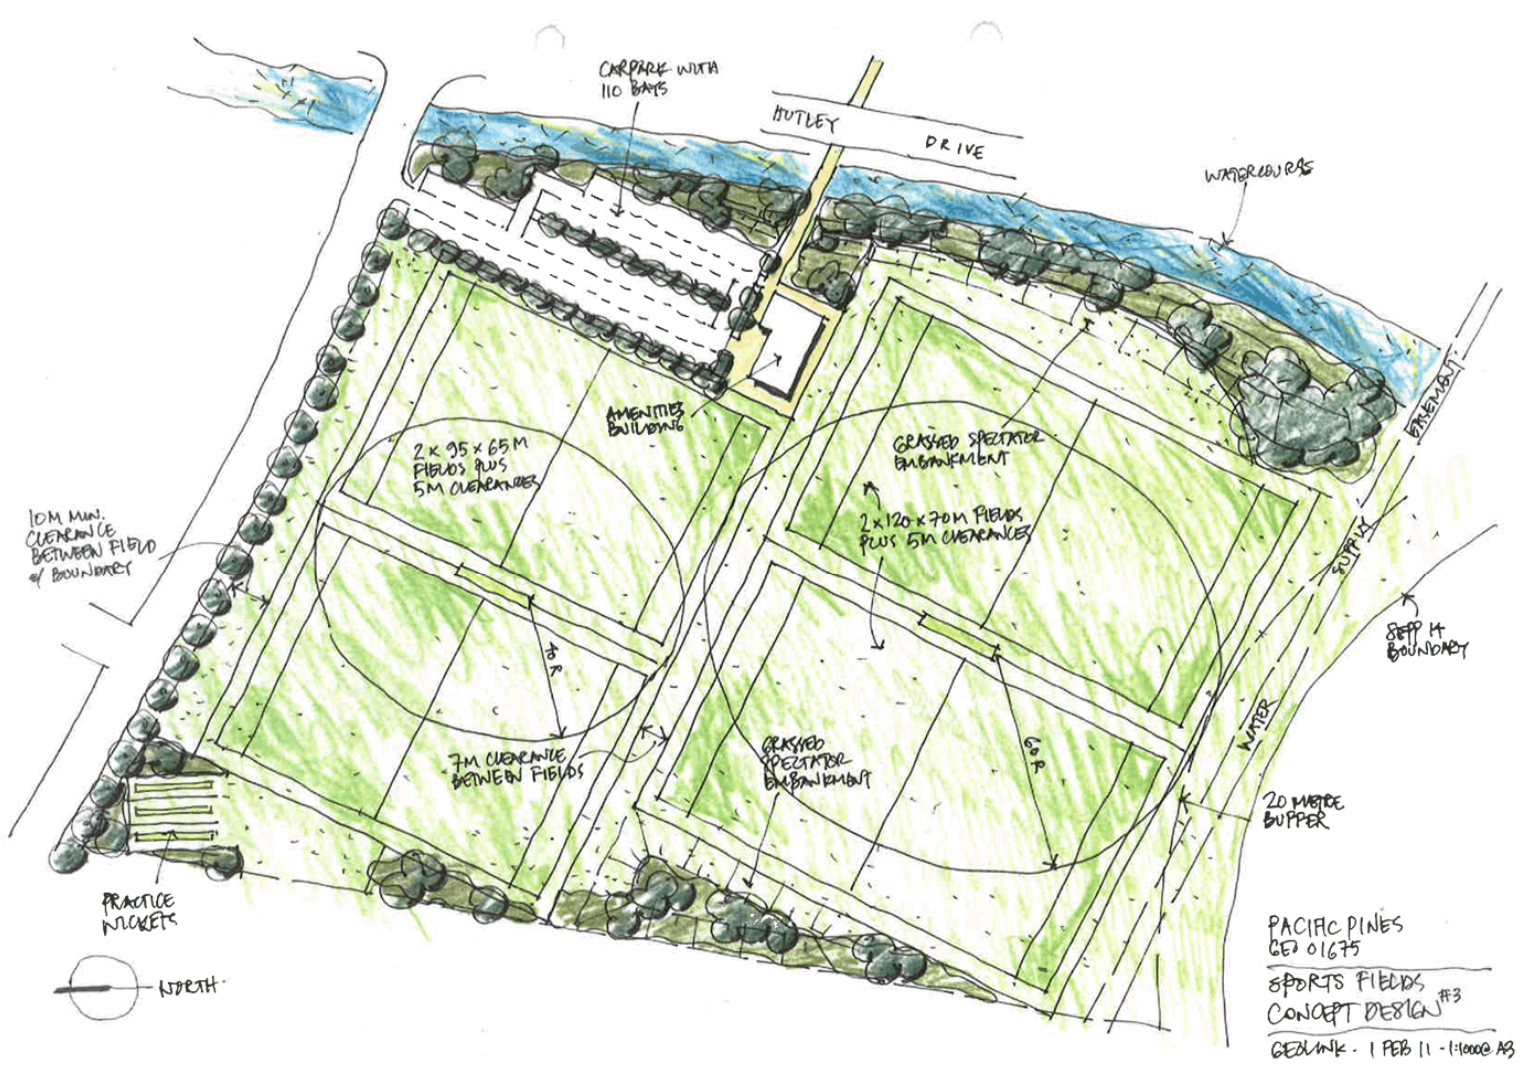 CARPARK WITH
110 BAYS
HUTLEY
DRIVE
WATERCOURSE
EASEMENT
SUPPLY
WATER
AMENITIES
BUILDING
2 x 95 x 65 M
FIELDS PLUS
5M CLEARANCES
GRASSED SPECTATOR
EMBANKMENT
2 x 120 x 70M FIELDS
PLUS 5M CLEARANCES
10M MIN.
CLEARANCE
BETWEEN FIELD
& BOUNDARY
SEPP 14
BOUNDARY
40 R
60 R
7M CLEARANCE
BETWEEN FIELDS
GRASSED
SPECTATOR
EMBANKMENT
20 METRE
BUFFER
PRACTICE
WICKETS
NORTH.
PACIFIC PINES
GEO 01675
SPORTS FIELDS
CONCEPT DESIGN #3
GEOLINK - 1 FEB 11 - 1:1000@ A3